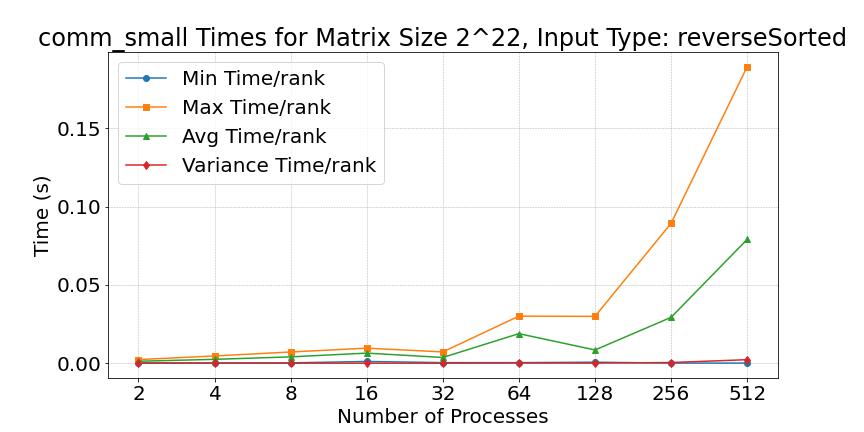 comm_small Times for Matrix Size 2^22, Input Type: reverseSorted
Min Time/rank
Max Time/rank
Avg Time/rank
Variance Time/rank
Time (s)
0.15
0.10
0.05
0.00
2 4 8 16 32 64 128 256 512
Number of Processes